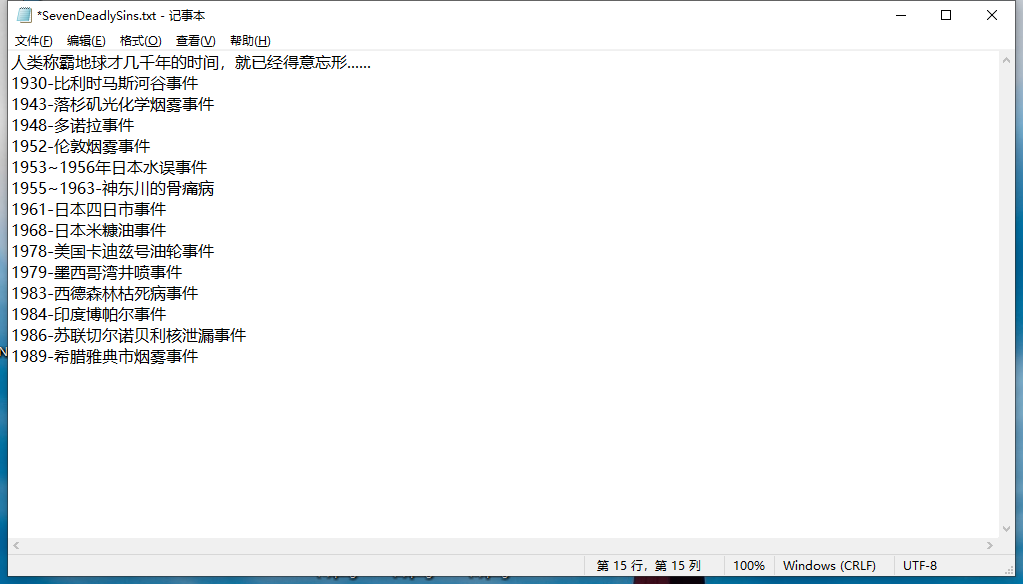 *SevenDeadlySins.txt - 记事本
文件(F) 编辑(E) 格式(O) 查看(V) 帮助(H)
人类称霸地球才几千年的时间，就已经得意忘形......
1930-比利时马斯河谷事件
1943-落杉矶光化学烟雾事件
1948-多诺拉事件
1952-伦敦烟雾事件
1953~1956年日本水误事件
1955~1963-神东川的骨痛病
1961-日本四日市事件
1968-日本米糠油事件
1978-美国卡迪兹号油轮事件
1979-墨西哥湾井喷事件
1983-西德森林枯死病事件
1984-印度博帕尔事件
1986-苏联切尔诺贝利核泄漏事件
1989-希腊雅典市烟雾事件
第 15 行，第 15 列 100% Windows (CRLF) UTF-8